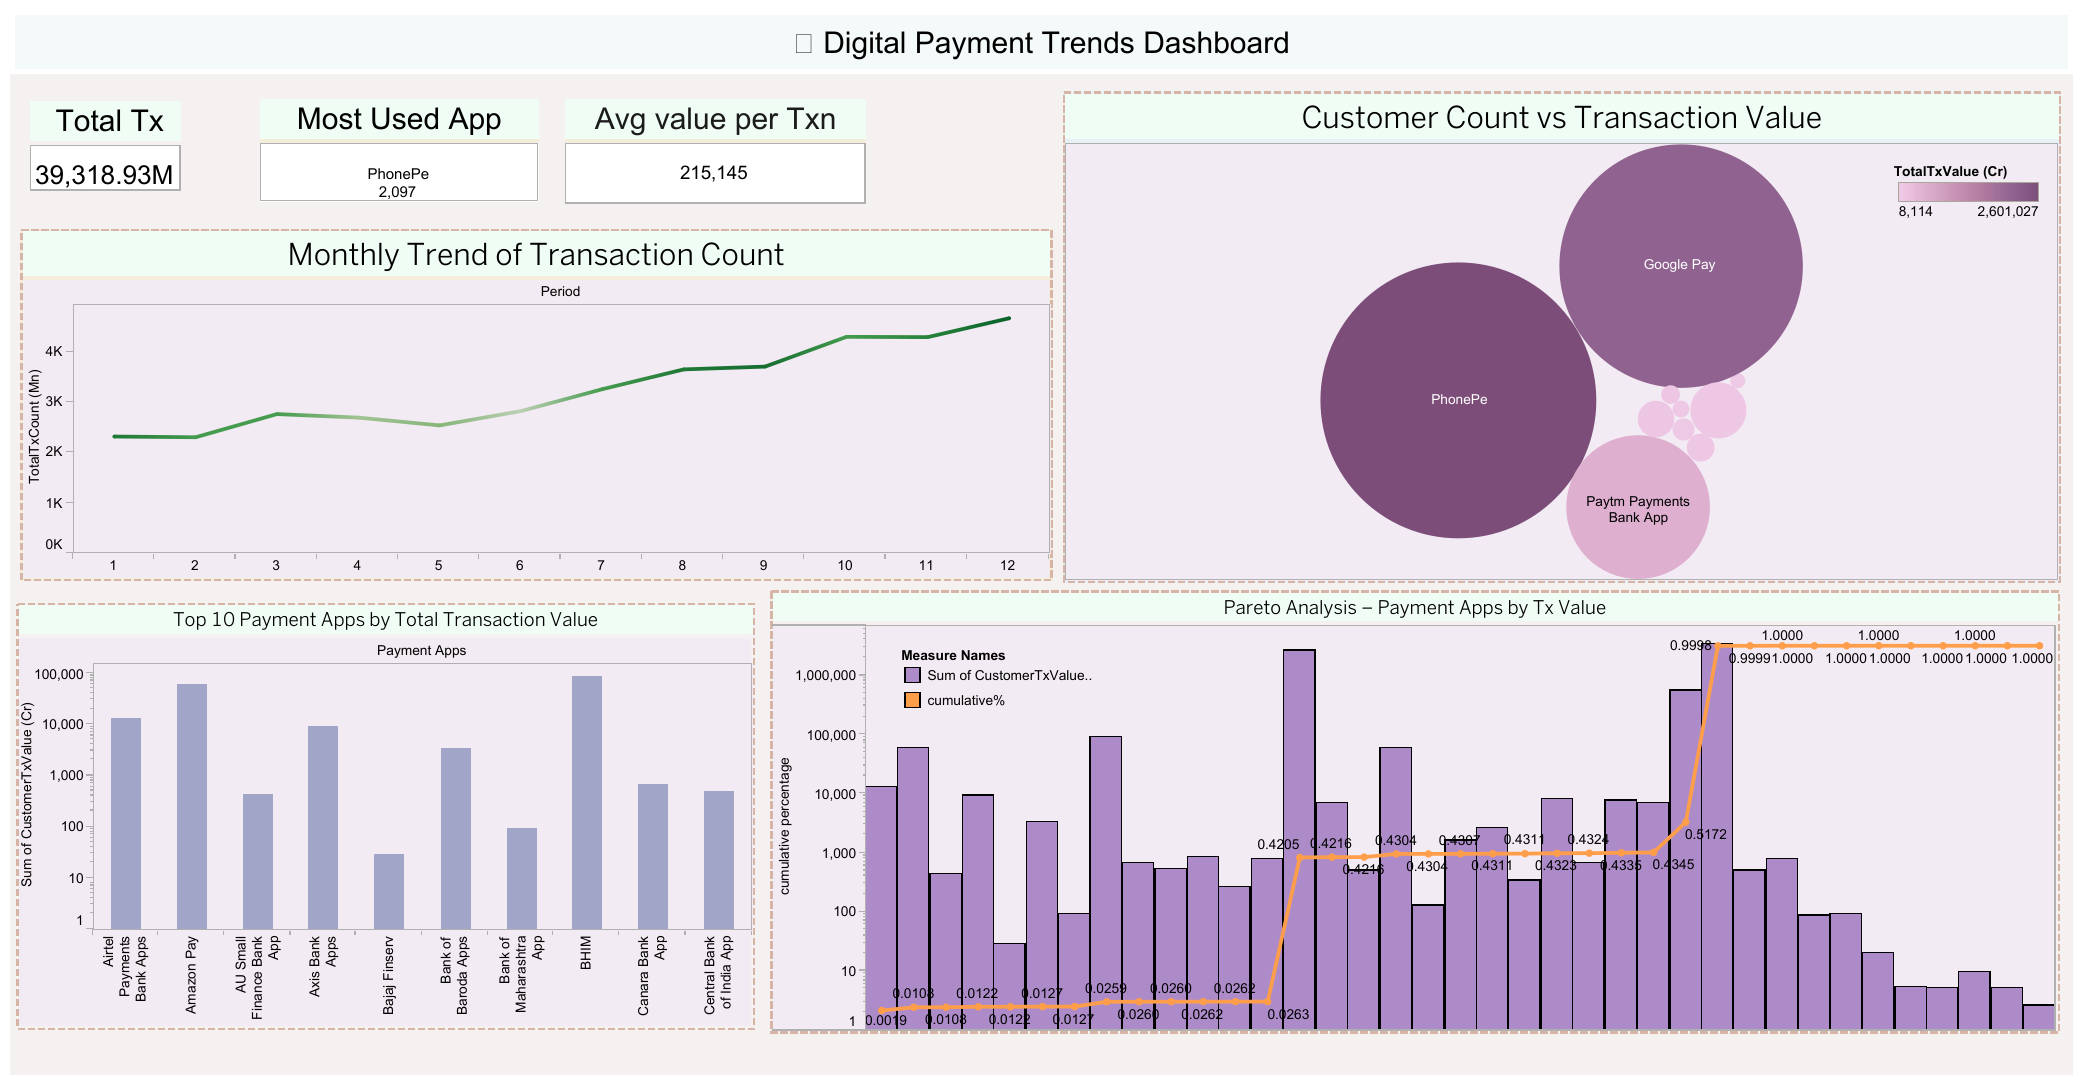 Digital Payment Trends Dashboard
Total Tx
39,318.93M
Most Used App
PhonePe
2,097
Avg value per Txn
215,145
Monthly Trend of Transaction Count
Period
TotalTxCount (Mn)
4K
3K
2K
1K
0K
1 2 3 4 5 6 7 8 9 10 11 12
Customer Count vs Transaction Value
TotalTxValue (Cr)
8,114 2,601,027
Google Pay
PhonePe
Paytm Payments
Bank App
Top 10 Payment Apps by Total Transaction Value
Payment Apps
Sum of CustomerTxValue (Cr)
100,000
10,000
1,000
100
10
1
Airtel
Payments
Bank Apps
Amazon Pay
AU Small
Finance Bank
App
Axis Bank
Apps
Bajaj Finserv
Bank of
Baroda Apps
Bank of
Maharashtra
App
BHIM
Canara Bank
App
Central Bank
of India App
Pareto Analysis – Payment Apps by Tx Value
Measure Names
Sum of CustomerTxValue..
cumulative%
cumulative percentage
1,000,000
100,000
10,000
1,000
100
10
1
0.0019
0.0108
0.0108
0.0122
0.0122
0.0127
0.0127
0.0259
0.0260
0.0260
0.0262
0.0262
0.0263
0.4205
0.4216
0.4216
0.4304
0.4304
0.4307
0.4311
0.4311
0.4323
0.4324
0.4335
0.4345
0.5172
0.9998
0.9999
1.0000
1.0000
1.0000
1.0000
1.0000
1.0000
1.0000
1.0000
1.0000